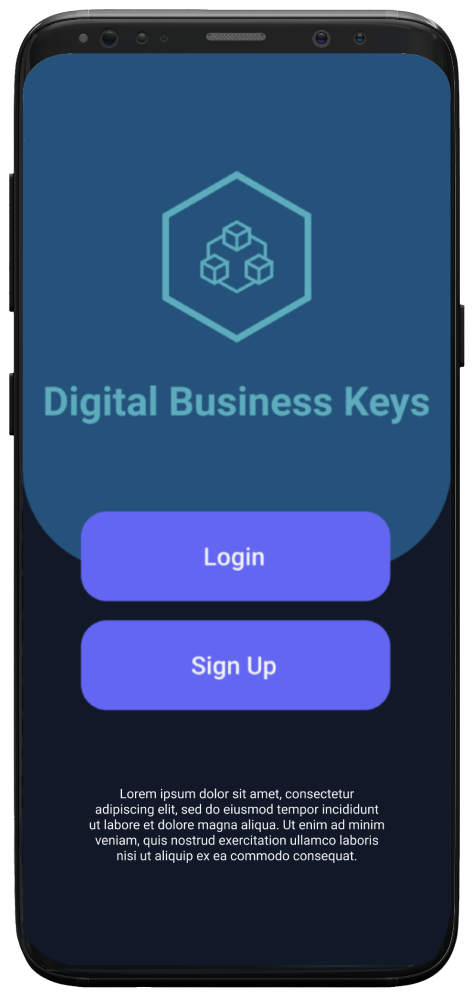 Digital Business Keys
Login
Sign Up
Lorem ipsum dolor sit amet, consectetur
adipiscing elit, sed do eiusmod tempor incididunt
ut labore et dolore magna aliqua. Ut enim ad minim
veniam, quis nostrud exercitation ullamco laboris
nisi ut aliquip ex ea commodo consequat.